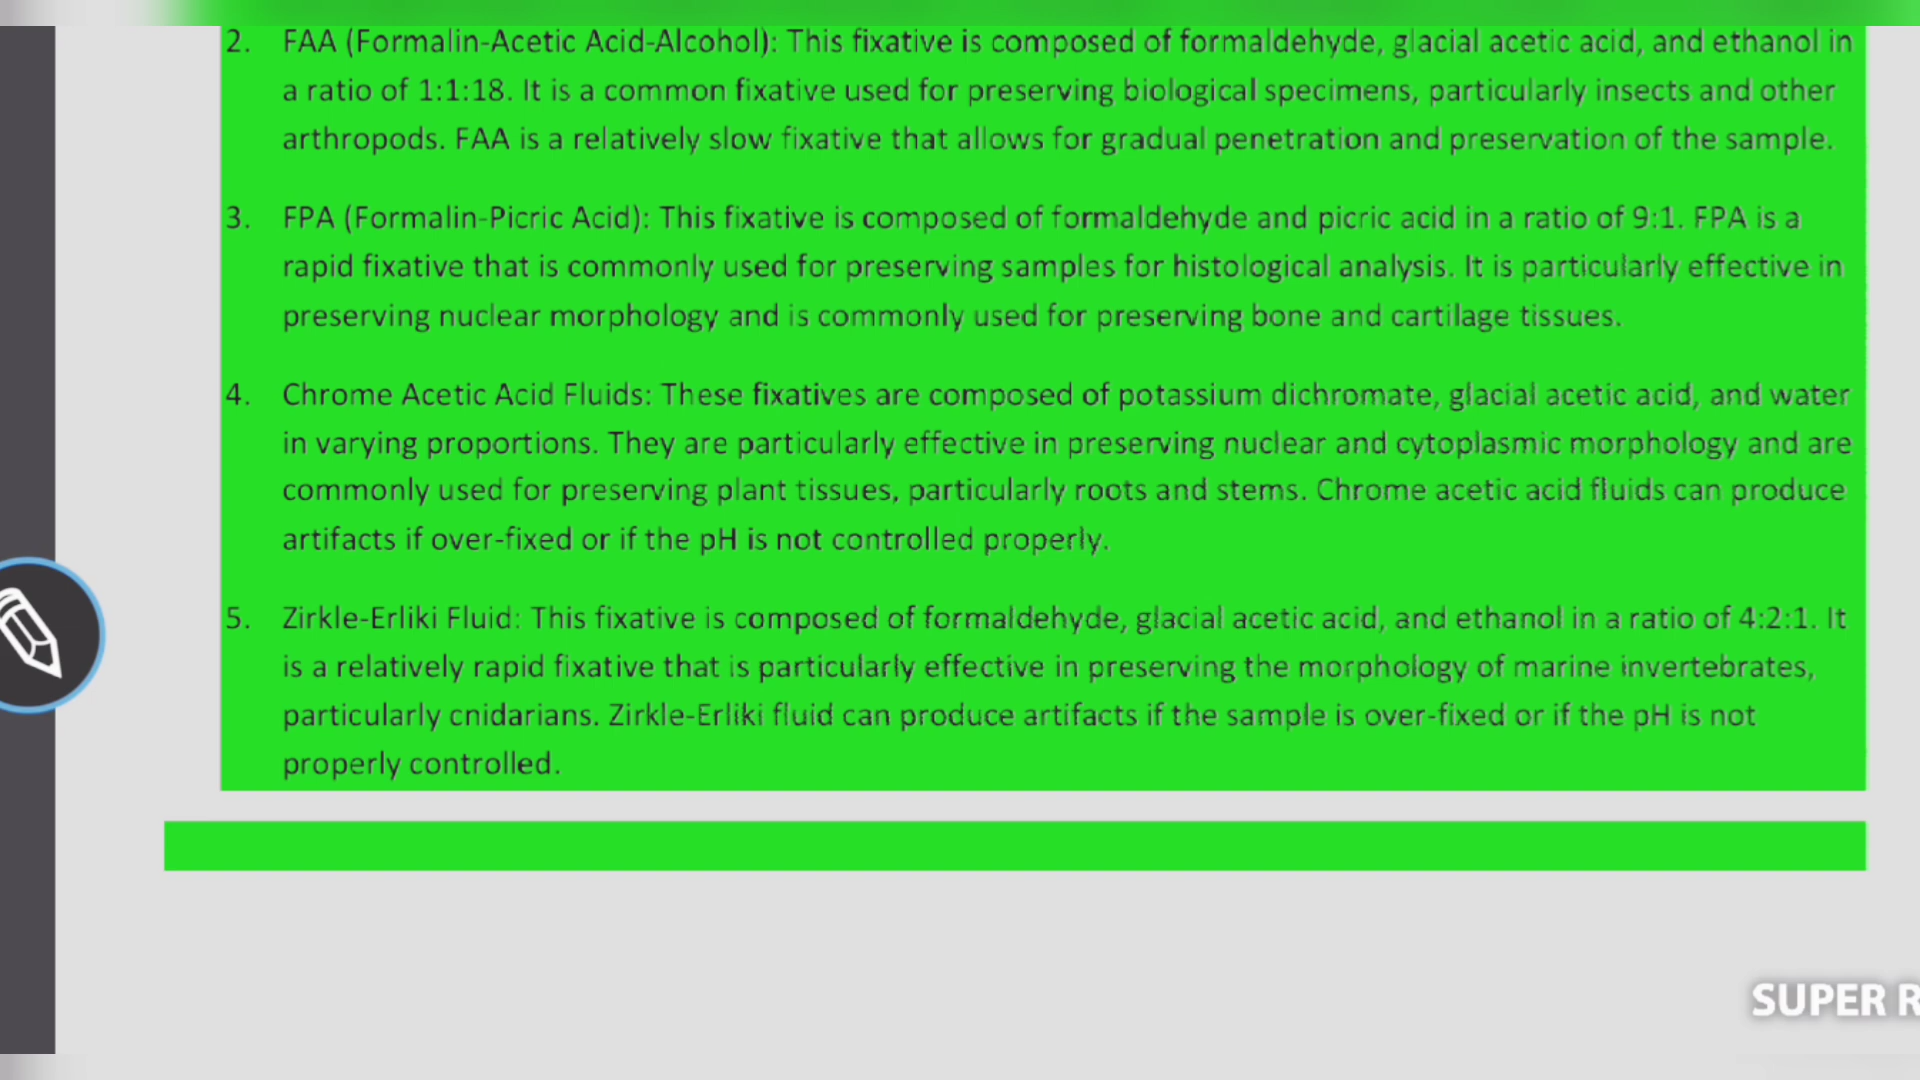 2. FAA (Formalin-Acetic Acid-Alcohol): This fixative is composed of formaldehyde, glacial acetic acid, and ethanol in
a ratio of 1:1:18. It is a common fixative used for preserving biological specimens, particularly insects and other
arthropods. FAA is a relatively slow fixative that allows for gradual penetration and preservation of the sample.
3. FPA (Formalin-Picric Acid): This fixative is composed of formaldehyde and picric acid in a ratio of 9:1. FPA is a
rapid fixative that is commonly used for preserving samples for histological analysis. It is particularly effective in
preserving nuclear morphology and is commonly used for preserving bone and cartilage tissues.
4. Chrome Acetic Acid Fluids: These fixatives are composed of potassium dichromate, glacial acetic acid, and water
in varying proportions. They are particularly effective in preserving nuclear and cytoplasmic morphology and are
commonly used for preserving plant tissues, particularly roots and stems. Chrome acetic acid fluids can produce
artifacts if over-fixed or if the pH is not controlled properly.
5. Zirkle-Erliki Fluid: This fixative is composed of formaldehyde, glacial acetic acid, and ethanol in a ratio of 4:2:1. It
is a relatively rapid fixative that is particularly effective in preserving the morphology of marine invertebrates,
particularly cnidarians. Zirkle-Erliki fluid can produce artifacts if the sample is over-fixed or if the pH is not
properly controlled.
SUPER R